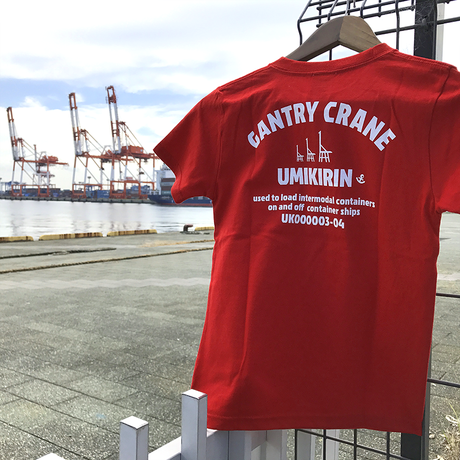 GANTRY CRANE
UMIKIRIN
used to load intermodal containers
on and off container ships
UK000003-04